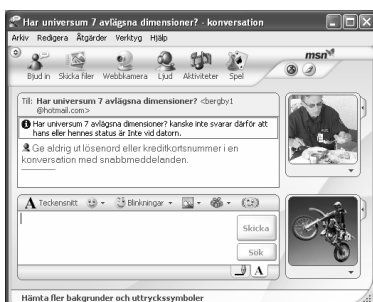 Har universum 7 avlägsna dimensioner? - konversation
Arkiv Redigera Åtgärder Verktyg Hjälp
msn
Bjud in Skicka filer Webbkamera Ljud Aktiviteter Spel
Till: Har universum 7 avlägsna dimensioner? <bergby1
@hotmail.com>
Har universum 7 avlägsna dimensioner? kanske inte svarar därför att
hans eller hennes status är Inte vid datorn.
Ge aldrig ut lösenord eller kreditkortsnummer i en
konversation med snabbmeddelanden.
A Teckensnitt Blinkningar
Skicka
Sök
A
Hämta fler bakgrunder och uttryckssymboler